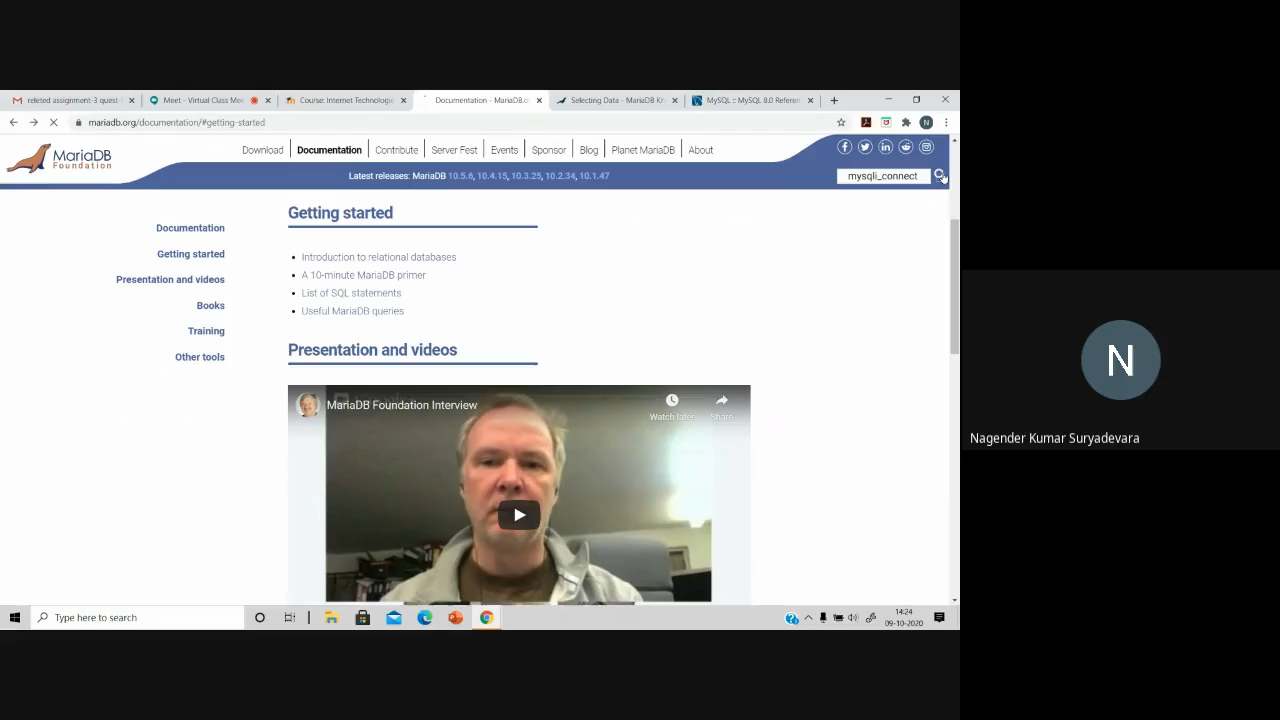 releted assignment-3 quest
Meet – Virtual Class Mee
Course: Internet Technologie
Documentation - MariaDB.o
Selecting Data - MariaDB Kn
MySQL :: MySQL 8.0 Referen
mariadb.org/documentation/#getting-started
N
MariaDB
Foundation
Download
Documentation
Contribute
Server Fest
Events
Sponsor
Blog
Planet MariaDB
About
Latest releases: MariaDB 10.5.6, 10.4.15, 10.3.25, 10.2.34, 10.1.47
mysqli_connect
Documentation
Getting started
Presentation and videos
Books
Training
Other tools
Getting started
Introduction to relational databases
A 10-minute MariaDB primer
List of SQL statements
Useful MariaDB queries
Presentation and videos
MariaDB Foundation Interview
Watch later
Share
N
Nagender Kumar Suryadevara
Type here to search
14:24
09-10-2020